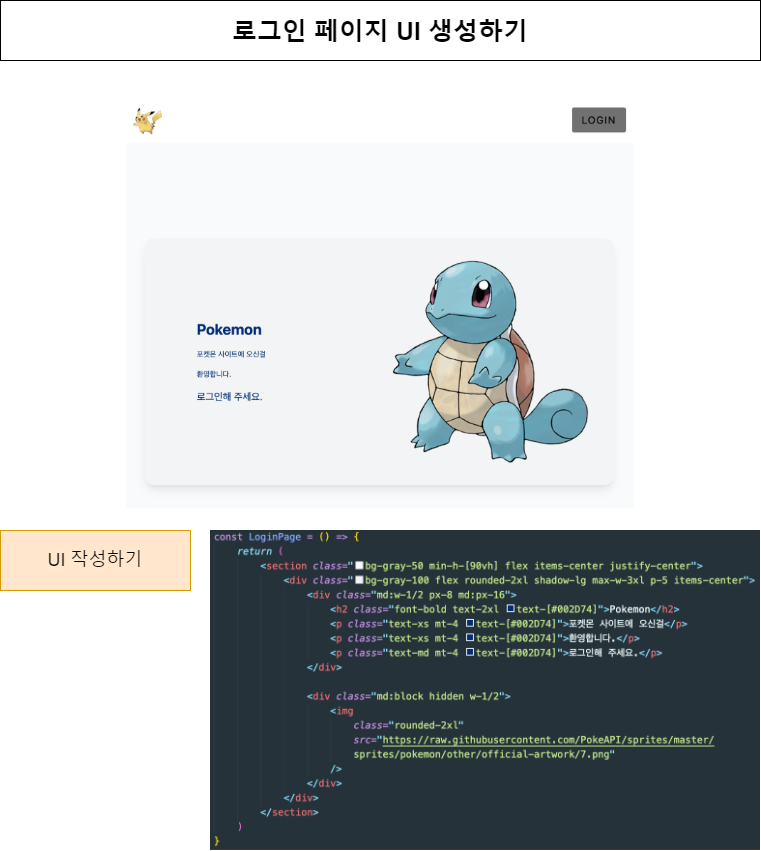 로그인 페이지 UI 생성하기
LOGIN
Pokemon
포켓몬 사이트에 오신걸
환영합니다.
로그인해 주세요.
UI 작성하기
const LoginPage = () => {
return (
<section class="bg-gray-50 min-h-[90vh] flex items-center justify-center">
<div class="bg-gray-100 flex rounded-2xl shadow-lg max-w-3xl p-5 items-center">
<div class="md:w-1/2 px-8 md:px-16">
<h2 class="font-bold text-2xl text-[#002D74]">Pokemon</h2>
<p class="text-xs mt-4 text-[#002D74]">포켓몬 사이트에 오신걸</p>
<p class="text-xs mt-4 text-[#002D74]">환영합니다.</p>
<p class="text-md mt-4 text-[#002D74]">로그인해 주세요.</p>
</div>
<div class="md:block hidden w-1/2">
<img
class="rounded-2xl"
src="https://raw.githubusercontent.com/PokeAPI/sprites/master/
sprites/pokemon/other/official-artwork/7.png"
/>
</div>
</div>
</section>
)
}